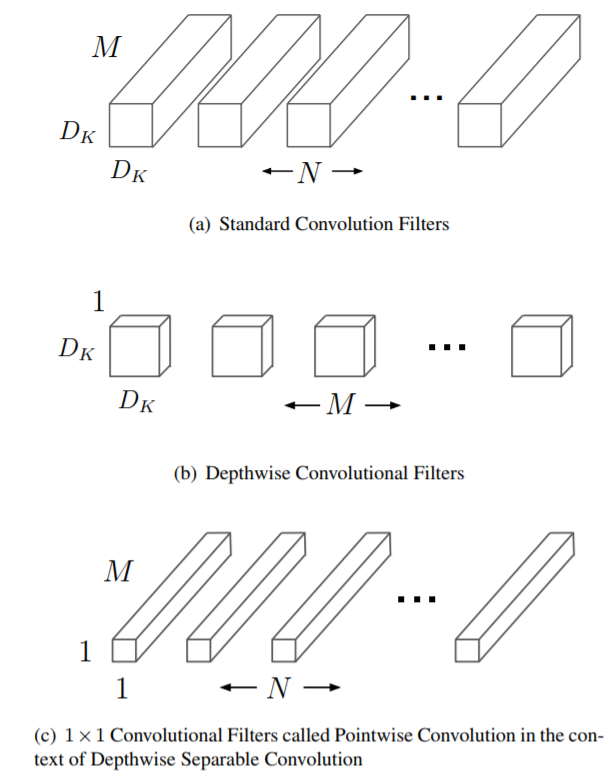 M
D_K
D_K
...
← N →
(a) Standard Convolution Filters
1
D_K
D_K
...
← M →
(b) Depthwise Convolutional Filters
M
1
1
...
← N →
(c) 1 × 1 Convolutional Filters called Pointwise Convolution in the con-
text of Depthwise Separable Convolution